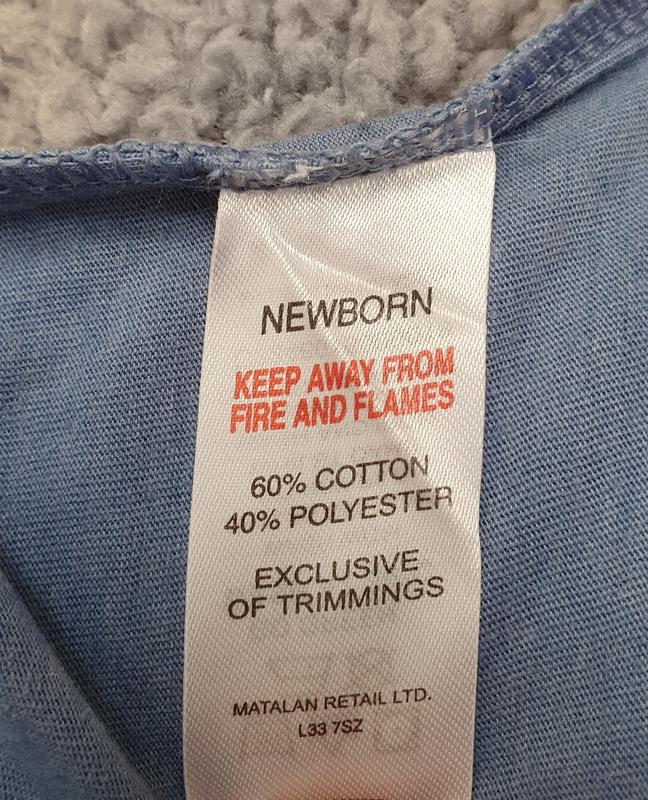 NEWBORN
KEEP AWAY FROM
FIRE AND FLAMES
60% COTTON
40% POLYESTER
EXCLUSIVE
OF TRIMMINGS
MATALAN RETAIL LTD.
L33 7SZ